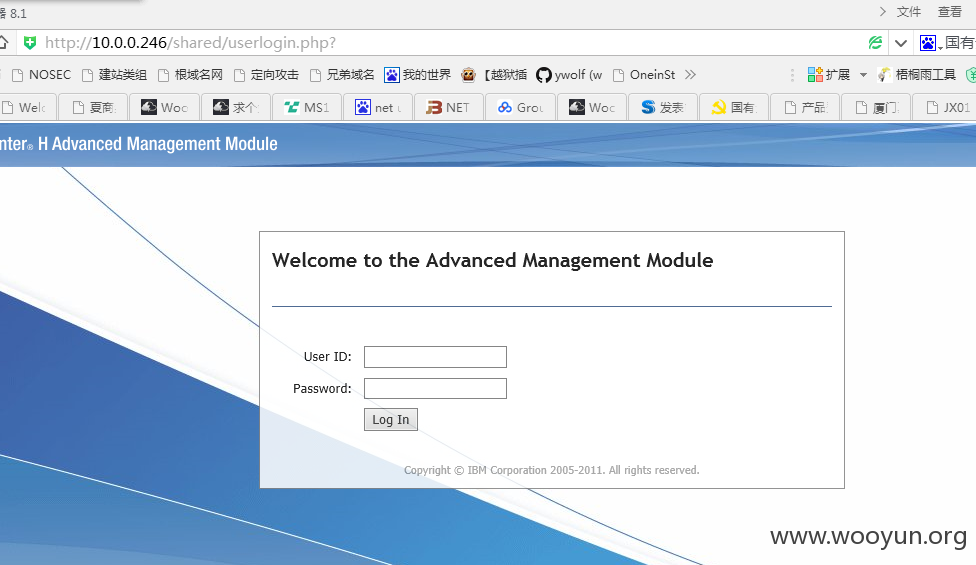 器 8.1
文件 查看
http://10.0.0.246/shared/userlogin.php?
国有
NOSEC 建站类组 根域名网 定向攻击 兄弟域名 我的世界 【越狱插 ywolf (w OneinSt
扩展 梧桐雨工具
Welc 夏商 Woc 求个 MS1 net u NET Grou Woc 发表 国有 产品 厦门 JX01
nter® H Advanced Management Module
Welcome to the Advanced Management Module
User ID:
Password:
Log In
Copyright © IBM Corporation 2005-2011. All rights reserved.
www.wooyun.org